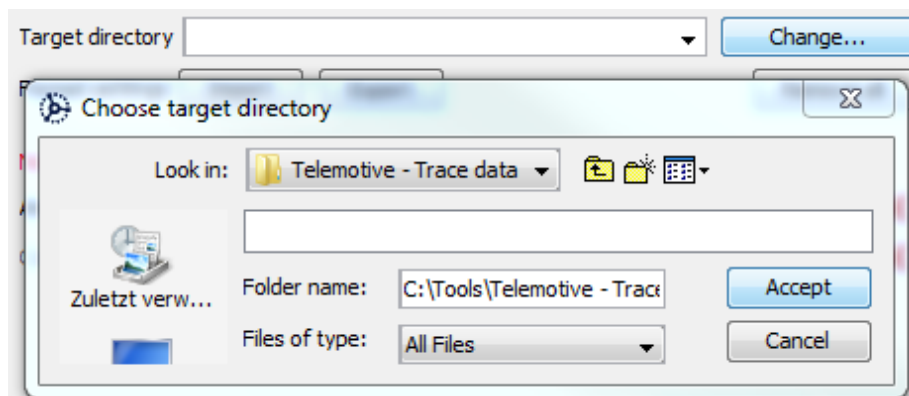 Target directory
Change...
Choose target directory
Look in: Telemotive - Trace data
Zuletzt verw...
Folder name: C:\Tools\Telemotive - Trace
Accept
Files of type: All Files
Cancel